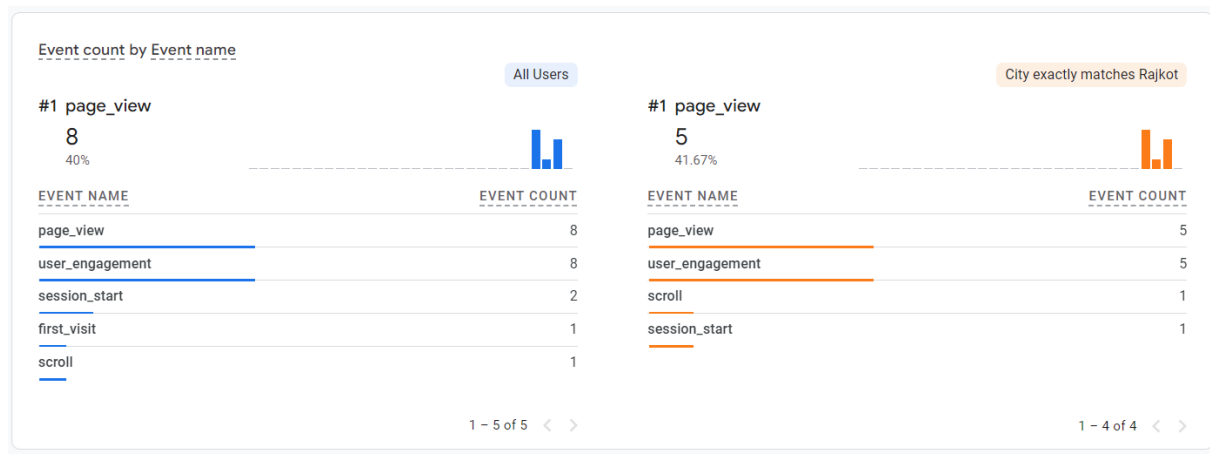 Event count by Event name
All Users
#1 page_view
8
40%
EVENT NAME EVENT COUNT
page_view 8
user_engagement 8
session_start 2
first_visit 1
scroll 1
1 – 5 of 5
City exactly matches Rajkot
#1 page_view
5
41.67%
EVENT NAME EVENT COUNT
page_view 5
user_engagement 5
scroll 1
session_start 1
1 – 4 of 4